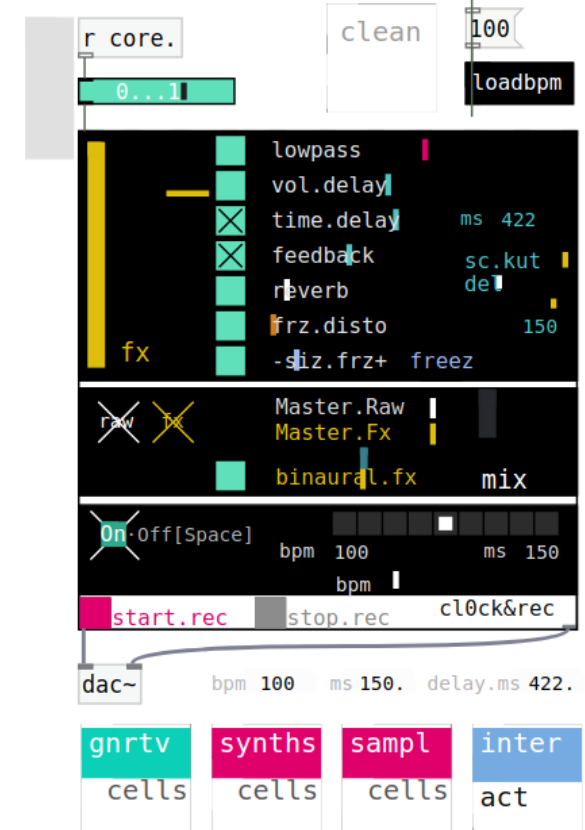 r core.
clean
100
0...1
loadbpm
lowpass
vol.delay
time.delay
ms 422
feedback
sc.kut
del
reverb
frz.disto
150
fx
-siz.frz+ freez
raw fx
Master.Raw
Master.Fx
binaural.fx
mix
On·Off[Space]
bpm 100 ms 150
bpm
start.rec
stop.rec
cl0ck&rec
dac~
bpm 100 ms 150. delay.ms 422.
gnrtv synths sampl inter
cells cells cells act